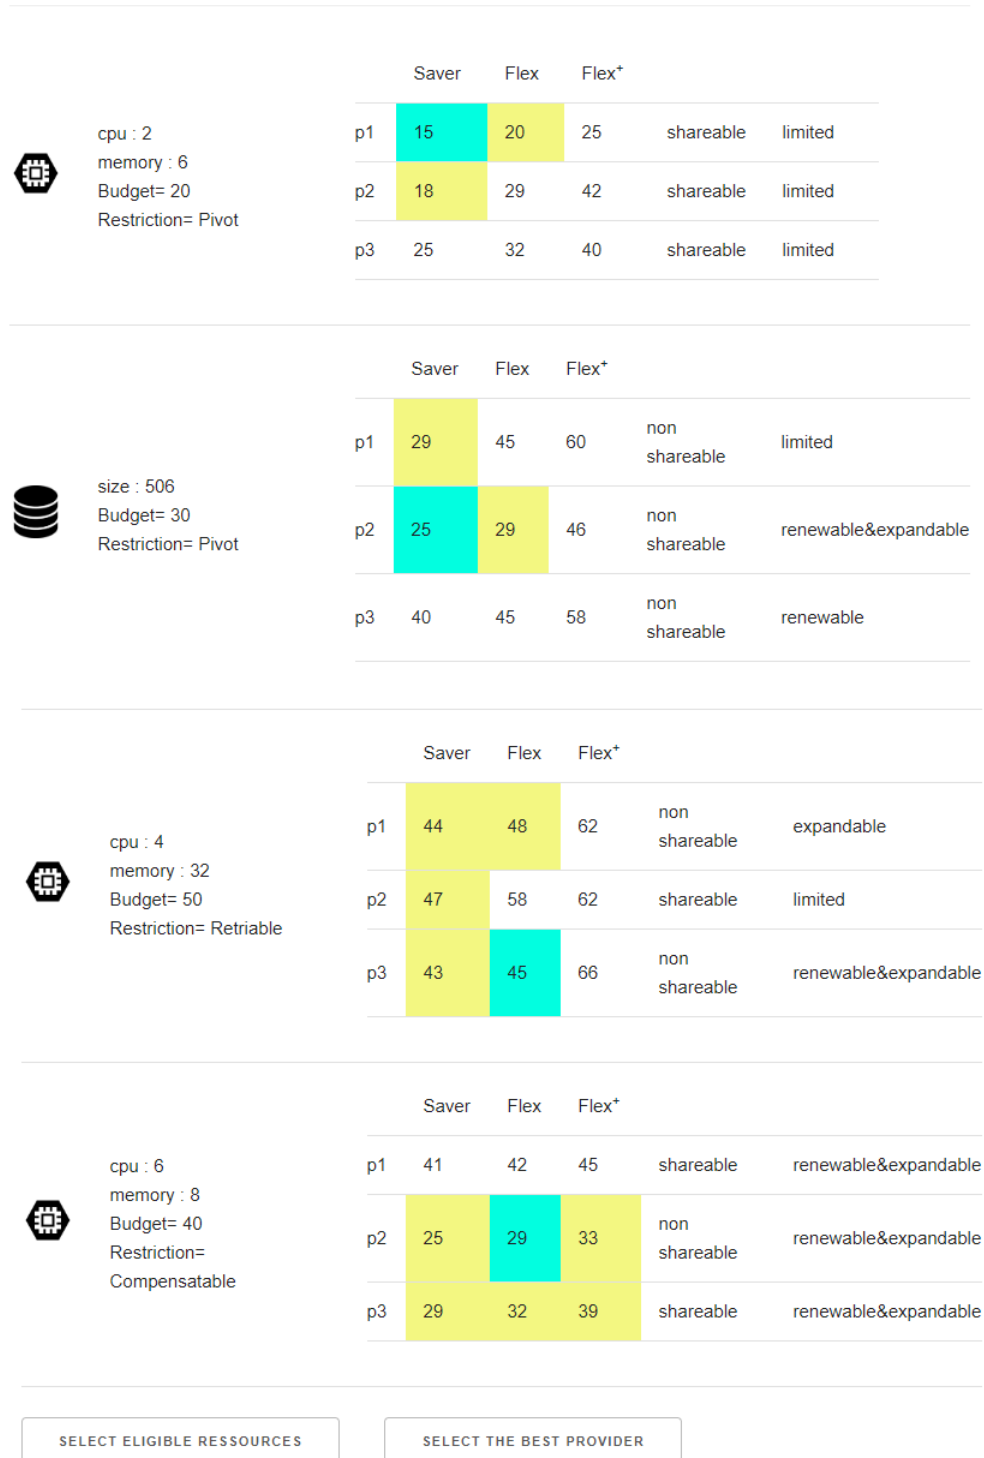 Saver Flex Flex+
cpu : 2
memory : 6
Budget= 20
Restriction= Pivot
p1 15 20 25 shareable limited
p2 18 29 42 shareable limited
p3 25 32 40 shareable limited
Saver Flex Flex+
size : 506
Budget= 30
Restriction= Pivot
p1 29 45 60 non shareable limited
p2 25 29 46 non shareable renewable&expandable
p3 40 45 58 non shareable renewable
Saver Flex Flex+
cpu : 4
memory : 32
Budget= 50
Restriction= Retriable
p1 44 48 62 non shareable expandable
p2 47 58 62 shareable limited
p3 43 45 66 non shareable renewable&expandable
Saver Flex Flex+
cpu : 6
memory : 8
Budget= 40
Restriction=
Compensatable
p1 41 42 45 shareable renewable&expandable
p2 25 29 33 non shareable renewable&expandable
p3 29 32 39 shareable renewable&expandable
SELECT ELIGIBLE RESSOURCES SELECT THE BEST PROVIDER